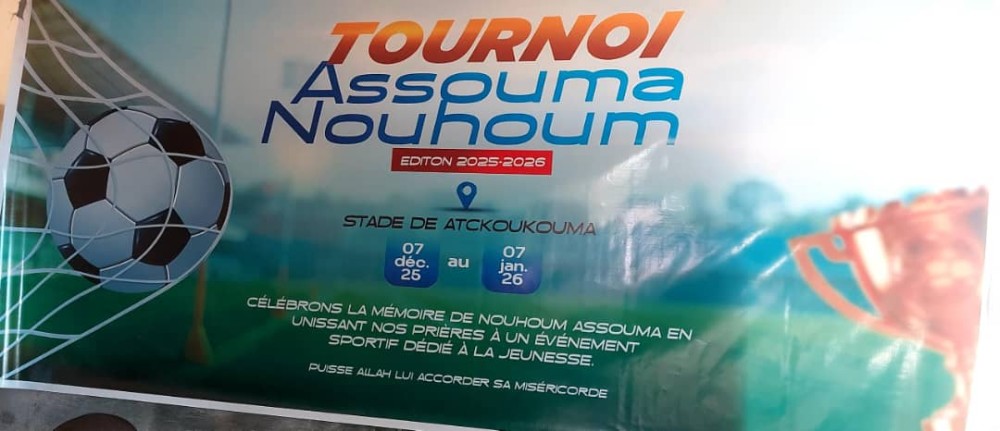 TOURNOI
Assouma
Nouhoum
EDITON 2025-2026
STADE DE ATCKOUKOUMA
07 déc. 25 au 07 jan. 26
CÉLÉBRONS LA MÉMOIRE DE NOUHOUM ASSOUMA EN
UNISSANT NOS PRIÈRES À UN ÉVÉNEMENT
SPORTIF DÉDIÉ À LA JEUNESSE.
PUISSE ALLAH LUI ACCORDER SA MISÉRICORDE